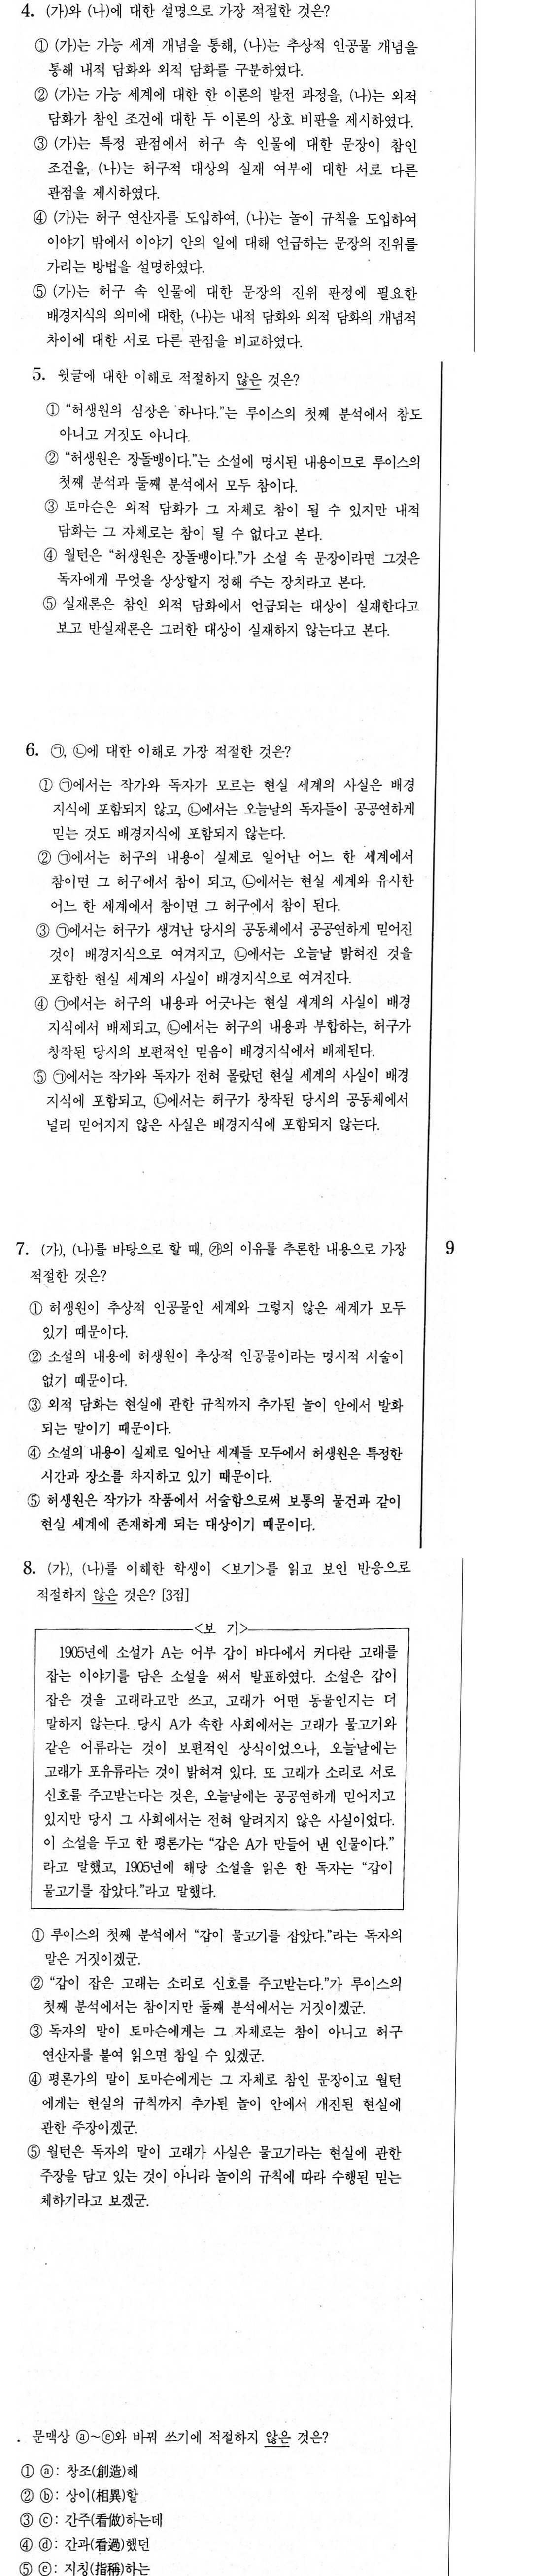 4. (가)와 (나)에 대한 설명으로 가장 적절한 것은?
① (가)는 가능 세계 개념을 통해, (나)는 추상적 인공물 개념을
통해 내적 담화와 외적 담화를 구분하였다.
② (가)는 가능 세계에 대한 한 이론의 발전 과정을, (나)는 외적
담화가 참인 조건에 대한 두 이론의 상호 비판을 제시하였다.
③ (가)는 특정 관점에서 허구 속 인물에 대한 문장이 참인
조건을, (나)는 허구적 대상의 실재 여부에 대한 서로 다른
관점을 제시하였다.
④ (가)는 허구 연산자를 도입하여, (나)는 놀이 규칙을 도입하여
이야기 밖에서 이야기 안의 일에 대해 언급하는 문장의 진위를
가리는 방법을 설명하였다.
⑤ (가)는 허구 속 인물에 대한 문장의 진위 판정에 필요한
배경지식의 의미에 대한, (나)는 내적 담화와 외적 담화의 개념적
차이에 대한 서로 다른 관점을 비교하였다.
5. 윗글에 대한 이해로 적절하지 않은 것은?
① “허생원의 심장은 하나다.”는 루이스의 첫째 분석에서 참도
아니고 거짓도 아니다.
② “허생원은 장돌뱅이다.”는 소설에 명시된 내용이므로 루이스의
첫째 분석과 둘째 분석에서 모두 참이다.
③ 토마슨은 외적 담화가 그 자체로 참이 될 수 있지만 내적
담화는 그 자체로는 참이 될 수 없다고 본다.
④ 월턴은 “허생원은 장돌뱅이다.”가 소설 속 문장이라면 그것은
독자에게 무엇을 상상할지 정해 주는 장치라고 본다.
⑤ 실재론은 참인 외적 담화에서 언급되는 대상이 실재한다고
보고 반실재론은 그러한 대상이 실재하지 않는다고 본다.
6. ㉠, ㉡에 대한 이해로 가장 적절한 것은?
① ㉠에서는 작가와 독자가 모르는 현실 세계의 사실은 배경
지식에 포함되지 않고, ㉡에서는 오늘날의 독자들이 공공연하게
믿는 것도 배경지식에 포함되지 않는다.
② ㉠에서는 허구의 내용이 실제로 일어난 어느 한 세계에서
참이면 그 허구에서 참이 되고, ㉡에서는 현실 세계와 유사한
어느 한 세계에서 참이면 그 허구에서 참이 된다.
③ ㉠에서는 허구가 생겨난 당시의 공동체에서 공공연하게 믿어진
것이 배경지식으로 여겨지고, ㉡에서는 오늘날 밝혀진 것을
포함한 현실 세계의 사실이 배경지식으로 여겨진다.
④ ㉠에서는 허구의 내용과 어긋나는 현실 세계의 사실이 배경
지식에서 배제되고, ㉡에서는 허구의 내용과 부합하는, 허구가
창작된 당시의 보편적인 믿음이 배경지식에서 배제된다.
⑤ ㉠에서는 작가와 독자가 전혀 몰랐던 현실 세계의 사실이 배경
지식에 포함되고, ㉡에서는 허구가 창작된 당시의 공동체에서
널리 믿어지지 않은 사실은 배경지식에 포함되지 않는다.
7. (가), (나)를 바탕으로 할 때, ㉮의 이유를 추론한 내용으로 가장
적절한 것은?
9
① 허생원이 추상적 인공물인 세계와 그렇지 않은 세계가 모두
있기 때문이다.
② 소설의 내용에 허생원이 추상적 인공물이라는 명시적 서술이
없기 때문이다.
③ 외적 담화는 현실에 관한 규칙까지 추가된 놀이 안에서 발화
되는 말이기 때문이다.
④ 소설의 내용이 실제로 일어난 세계들 모두에서 허생원은 특정한
시간과 장소를 차지하고 있기 때문이다.
⑤ 허생원은 작가가 작품에서 서술함으로써 보통의 물건과 같이
현실 세계에 존재하게 되는 대상이기 때문이다.
8. (가), (나)를 이해한 학생이 <보기>를 읽고 보인 반응으로
적절하지 않은 것은? [3점]
<보 기>
1905년에 소설가 A는 어부 갑이 바다에서 커다란 고래를
잡는 이야기를 담은 소설을 써서 발표하였다. 소설은 갑이
잡은 것을 고래라고만 쓰고, 고래가 어떤 동물인지는 더
말하지 않는다. 당시 A가 속한 사회에서는 고래가 물고기와
같은 어류라는 것이 보편적인 상식이었으나, 오늘날에는
고래가 포유류라는 것이 밝혀져 있다. 또 고래가 소리로 서로
신호를 주고받는다는 것은, 오늘날에는 공공연하게 믿어지고
있지만 당시 그 사회에서는 전혀 알려지지 않은 사실이었다.
이 소설을 두고 한 평론가는 “갑은 A가 만들어 낸 인물이다.”
라고 말했고, 1905년에 해당 소설을 읽은 한 독자는 “갑이
물고기를 잡았다.”라고 말했다.
① 루이스의 첫째 분석에서 “갑이 물고기를 잡았다.”라는 독자의
말은 거짓이겠군.
② “갑이 잡은 고래는 소리로 신호를 주고받는다.”가 루이스의
첫째 분석에서는 참이지만 둘째 분석에서는 거짓이겠군.
③ 독자의 말이 토마슨에게는 그 자체로는 참이 아니고 허구
연산자를 붙여 읽으면 참일 수 있겠군.
④ 평론가의 말이 토마슨에게는 그 자체로 참인 문장이고 월턴
에게는 현실의 규칙까지 추가된 놀이 안에서 개진된 현실에
관한 주장이겠군.
⑤ 월턴은 독자의 말이 고래가 사실은 물고기라는 현실에 관한
주장을 담고 있는 것이 아니라 놀이의 규칙에 따라 수행된 믿는
체하기라고 보겠군.
. 문맥상 ⓐ~ⓔ와 바꿔 쓰기에 적절하지 않은 것은?
① ⓐ: 창조(創造)해
② ⓑ: 상이(相異)할
③ ⓒ: 간주(看做)하는데
④ ⓓ: 간과(看過)했던
⑤ ⓔ: 지칭(指稱)하는